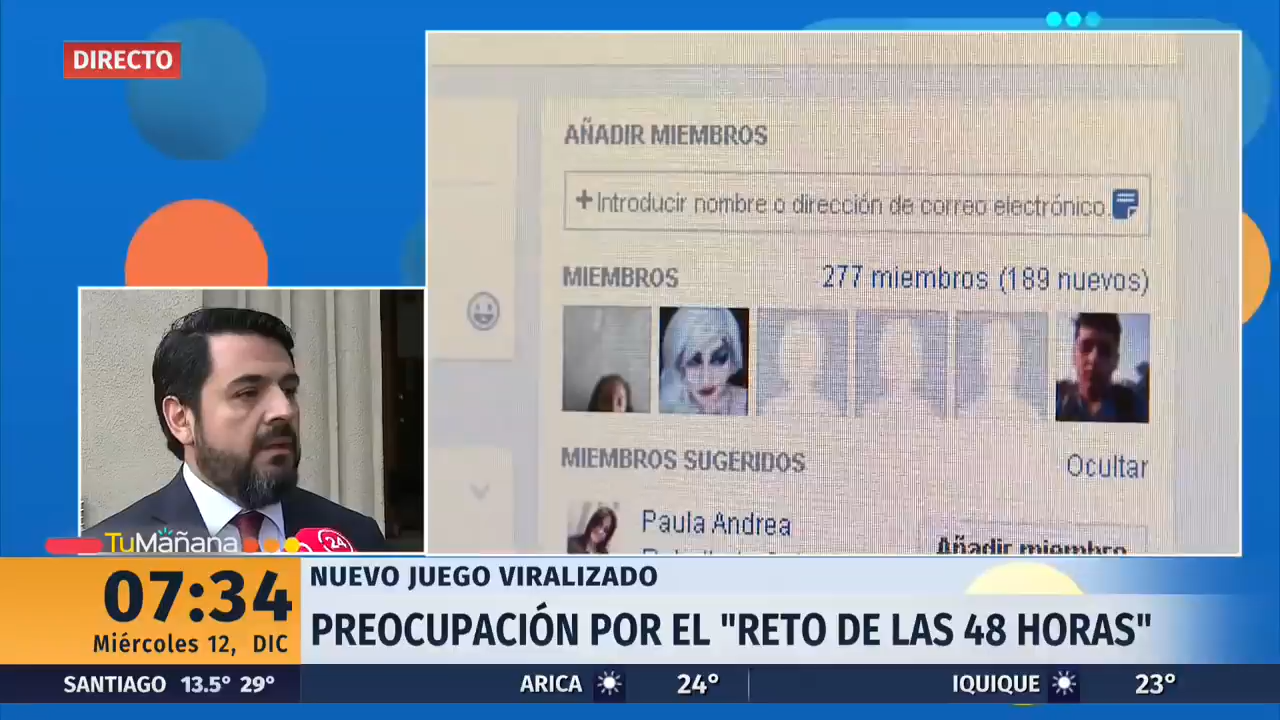 DIRECTO
AÑADIR MIEMBROS
+Introducir nombre o dirección de correo electrónico.
MIEMBROS
277 miembros (189 nuevos)
MIEMBROS SUGERIDOS
Ocultar
Paula Andrea
Añadir miembro
24
TuMañana
07:34
Miércoles 12, DIC
NUEVO JUEGO VIRALIZADO
PREOCUPACIÓN POR EL "RETO DE LAS 48 HORAS"
SANTIAGO 13.5° 29°
ARICA 24°
IQUIQUE 23°